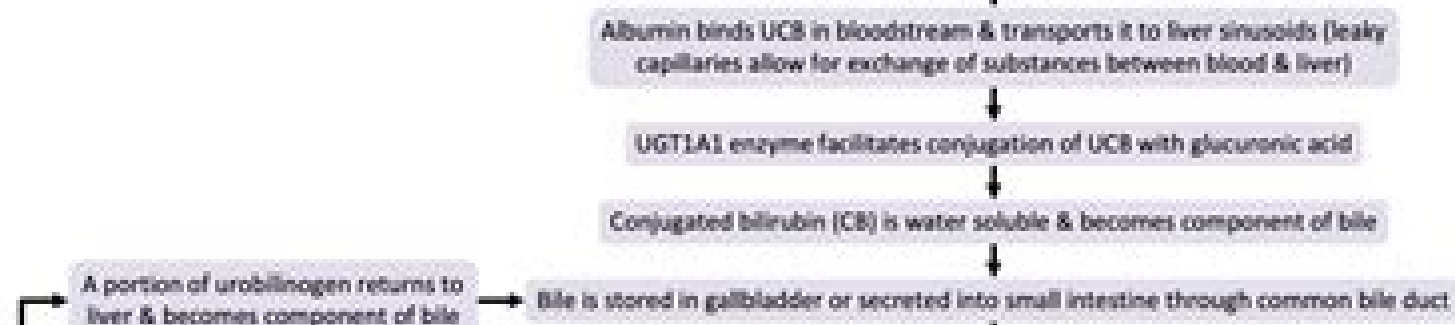 Albumin binds UCB in bloodstream & transports it to liver sinusoids (leaky
capillaries allow for exchange of substances between blood & liver)
UGT1A1 enzyme facilitates conjugation of UCB with glucuronic acid
Conjugated bilirubin (CB) is water soluble & becomes component of bile
A portion of urobilinogen returns to
liver & becomes component of bile
Bile is stored in gallbladder or secreted into small intestine through common bile duct